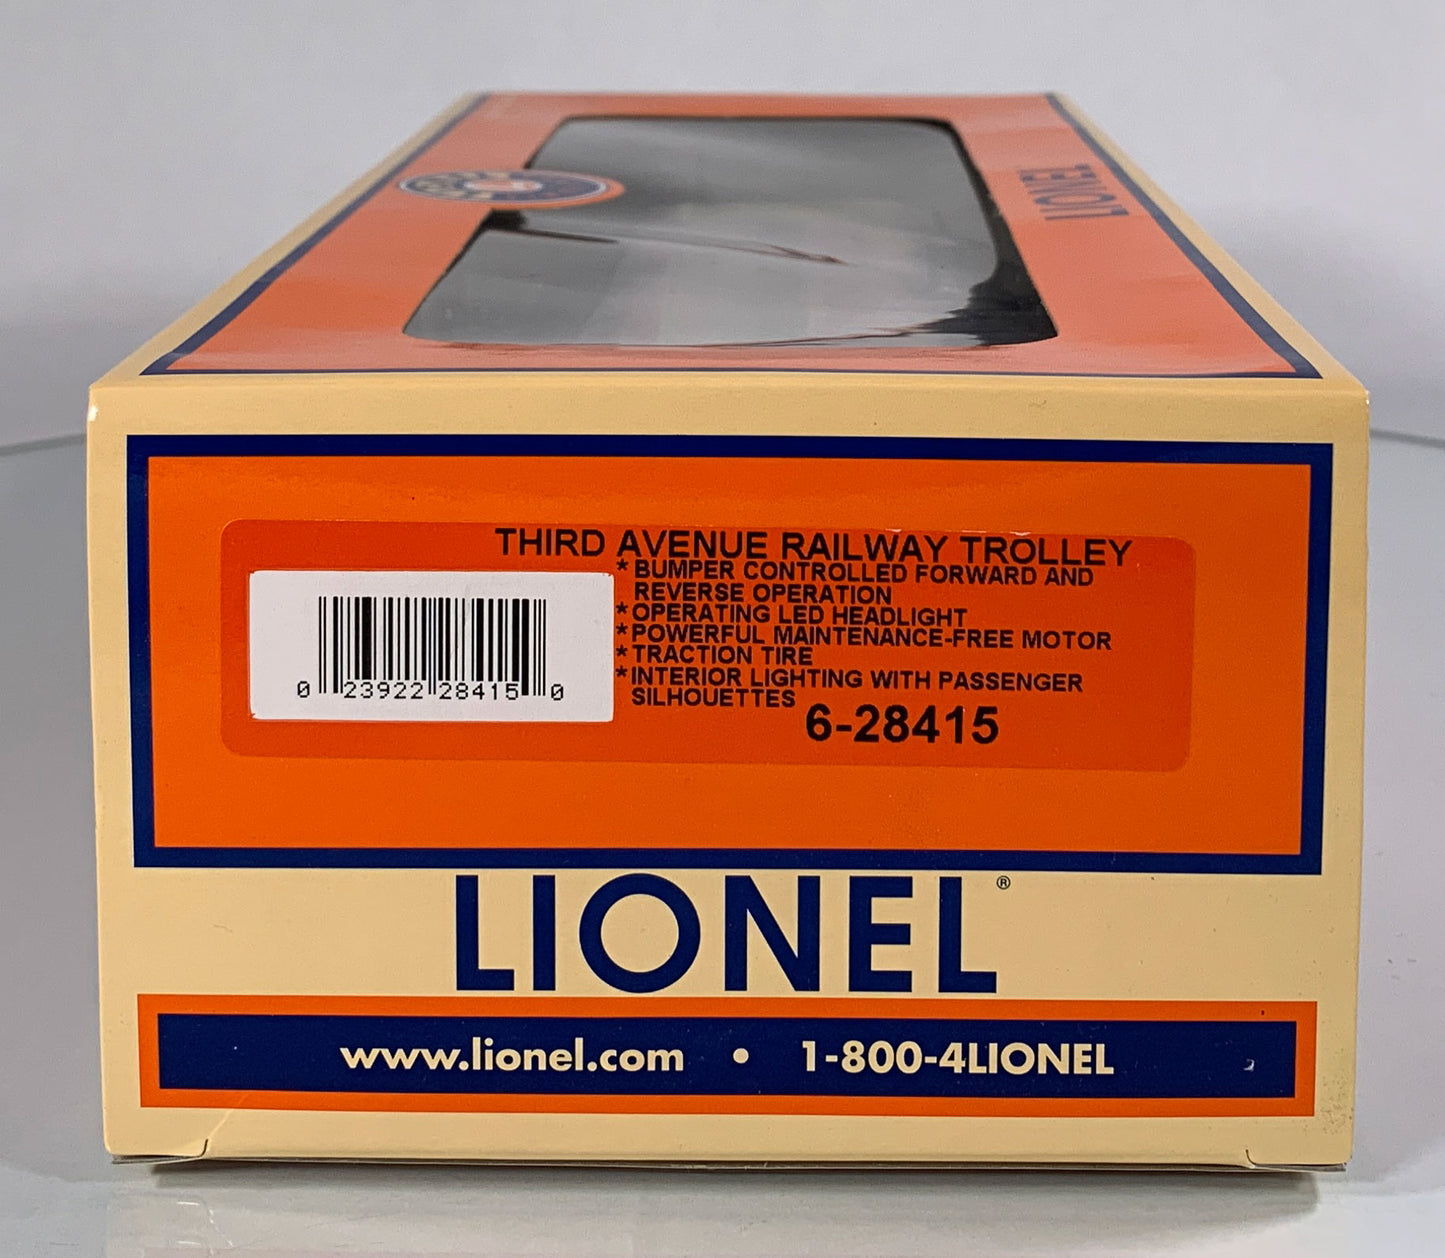 LIONEL
THIRD AVENUE RAILWAY TROLLEY
* BUMPER CONTROLLED FORWARD AND
REVERSE OPERATION
* OPERATING LED HEADLIGHT
* POWERFUL MAINTENANCE-FREE MOTOR
* TRACTION TIRE
* INTERIOR LIGHTING WITH PASSENGER
SILHOUETTES
6-28415
0 23922 28415 0
LIONEL®
www.lionel.com • 1-800-4LIONEL